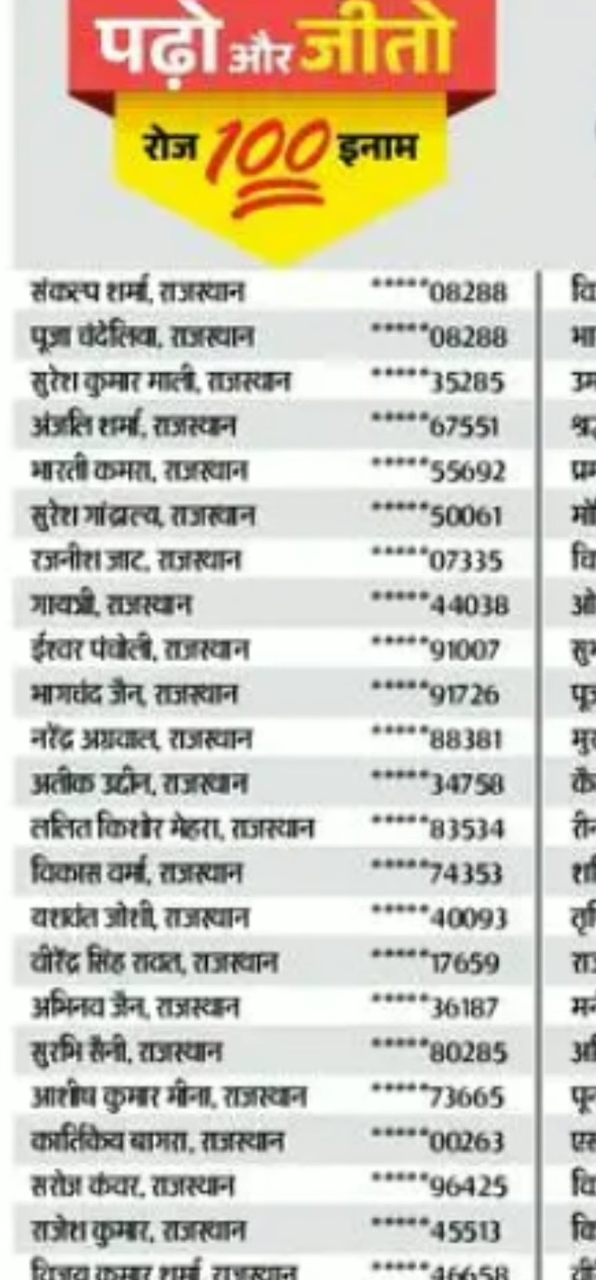 पढ़ो और जीतो
रोज 100 इनाम
संकल्प शर्मा, राजस्थान *****08288
पूजा चंदेलिया, राजस्थान *****08288
सुरेश कुमार माली, राजस्थान *****35285
अंजलि शर्मा, राजस्थान *****67551
भारती कमरा, राजस्थान *****55692
सुरेश राजस्थान *****50061
रजनीश जाट, राजस्थान *****07335
गायत्री, राजस्थान *****44038
ईश्वर पंचोली, राजस्थान *****91007
भागचंद जैन, राजस्थान *****91726
नरेंद्र अग्रवाल, राजस्थान *****88381
अतीक उद्दीन, राजस्थान *****34758
ललित किशोर मेहरा, राजस्थान *****83534
विकास वर्मा, राजस्थान *****74353
यशवंत जोशी, राजस्थान *****40093
वीरेंद्र सिंह रावत, राजस्थान *****17659
अभिनव जैन, राजस्थान *****36187
सुरभि सैनी, राजस्थान *****80285
आशीष कुमार मीना, राजस्थान *****73665
कार्तिकेय बागरा, राजस्थान *****00263
सरोज कंवर, राजस्थान *****96425
राजेश कुमार, राजस्थान *****45513
विजय कुमार शर्मा, राजस्थान *****46658